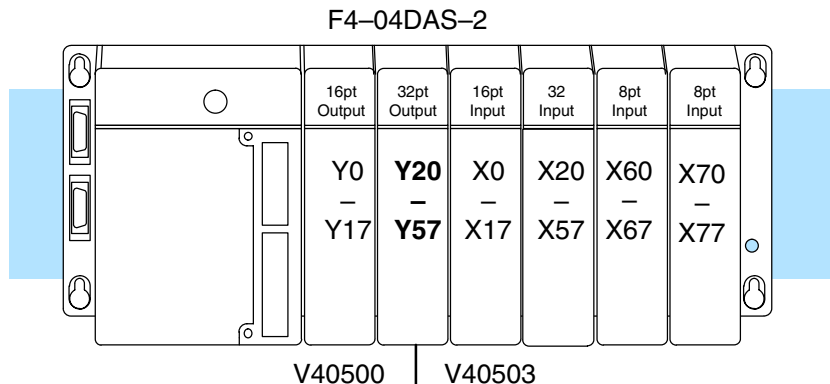 F4–04DAS–2
16pt Output
32pt Output
16pt Input
32 Input
8pt Input
8pt Input
Y0 – Y17
Y20 – Y57
X0 – X17
X20 – X57
X60 – X67
X70 – X77
V40500
V40503